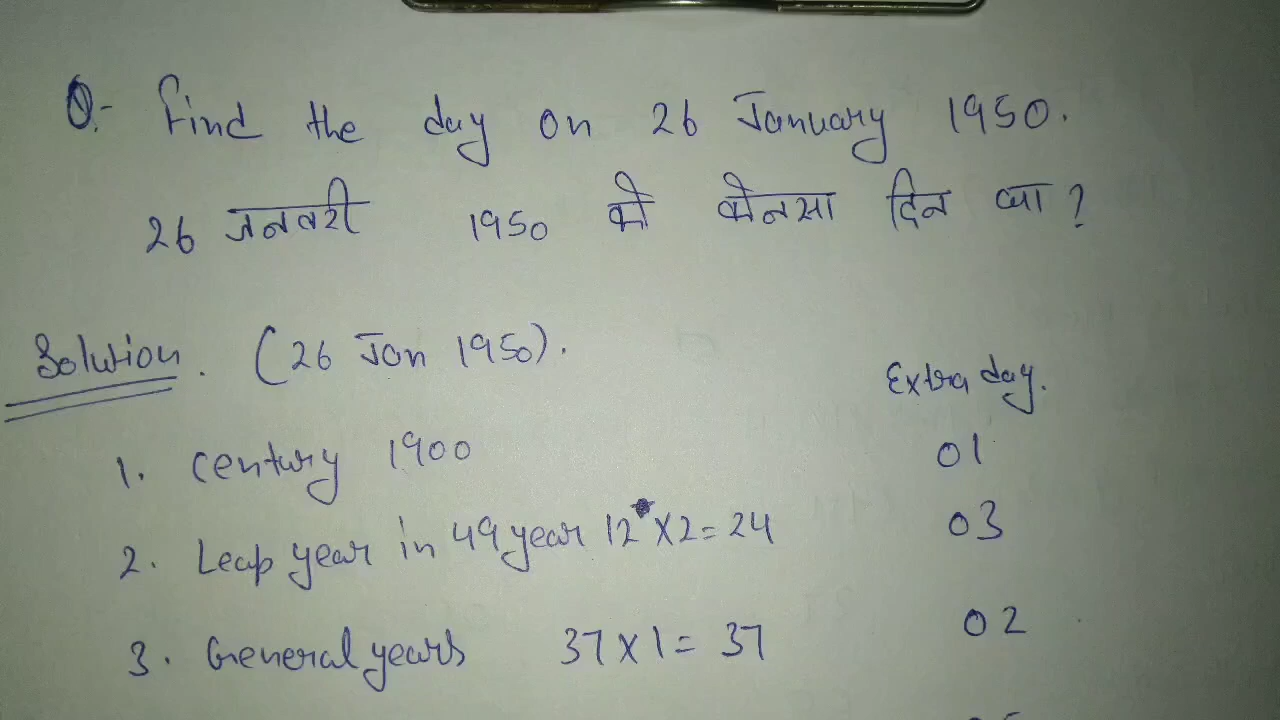 Q.- Find the day on 26 January 1950.
26 जनवरी 1950 को कोनसा दिन था ?
Solution. (26 Jan 1950).
Extra day.
1. Century 1900 01
2. Leap year in 49 year 12 x 2 = 24 03
3. General years 37 x 1 = 37 02